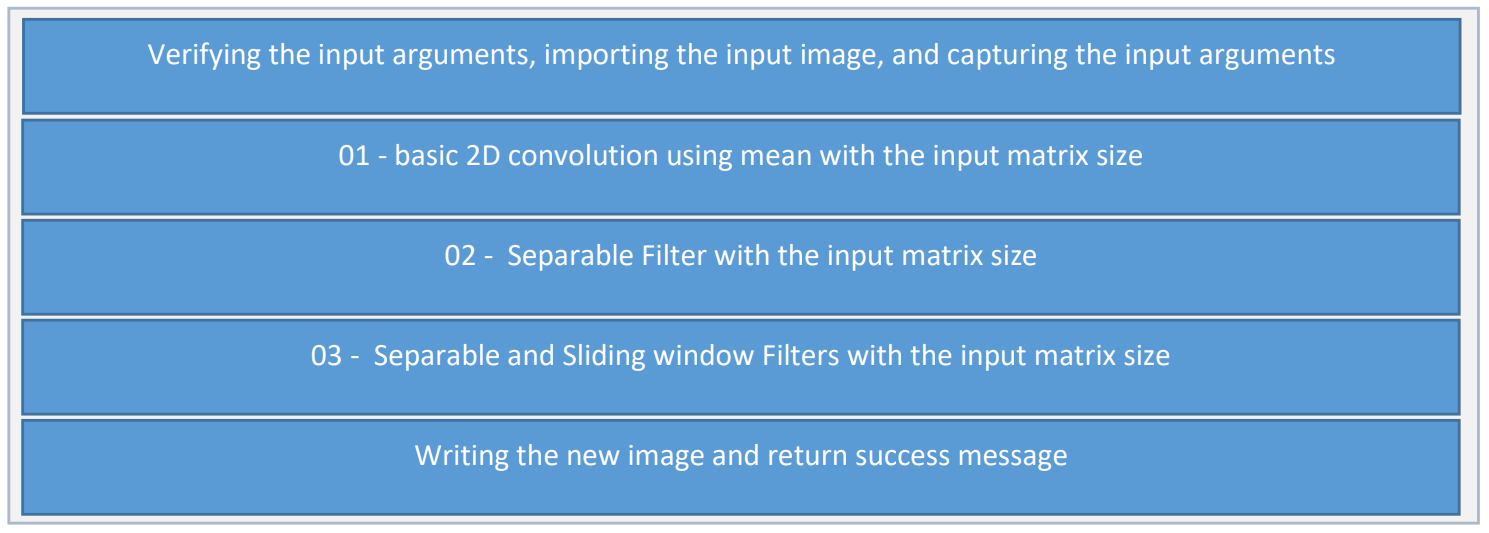 Verifying the input arguments, importing the input image, and capturing the input arguments
01 - basic 2D convolution using mean with the input matrix size
02 -  Separable Filter with the input matrix size
03 -  Separable and Sliding window Filters with the input matrix size
Writing the new image and return success message